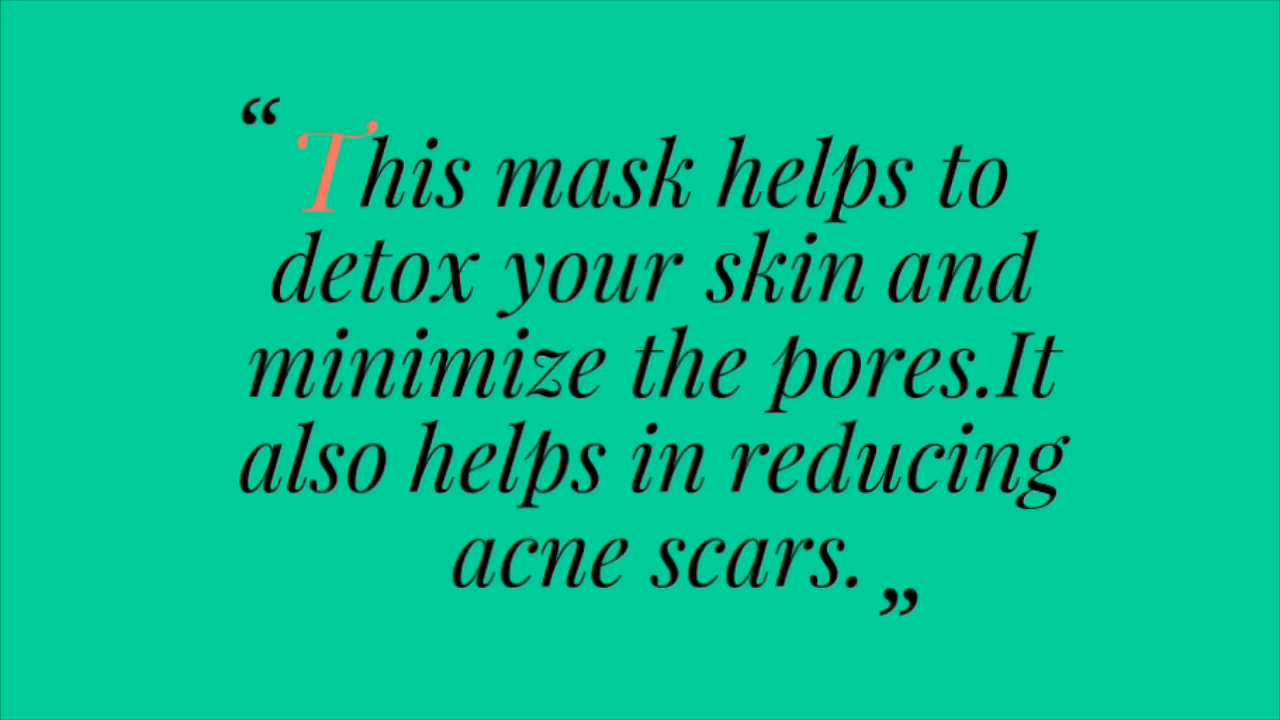 “This mask helps to
detox your skin and
minimize the pores.It
also helps in reducing
acne scars.”